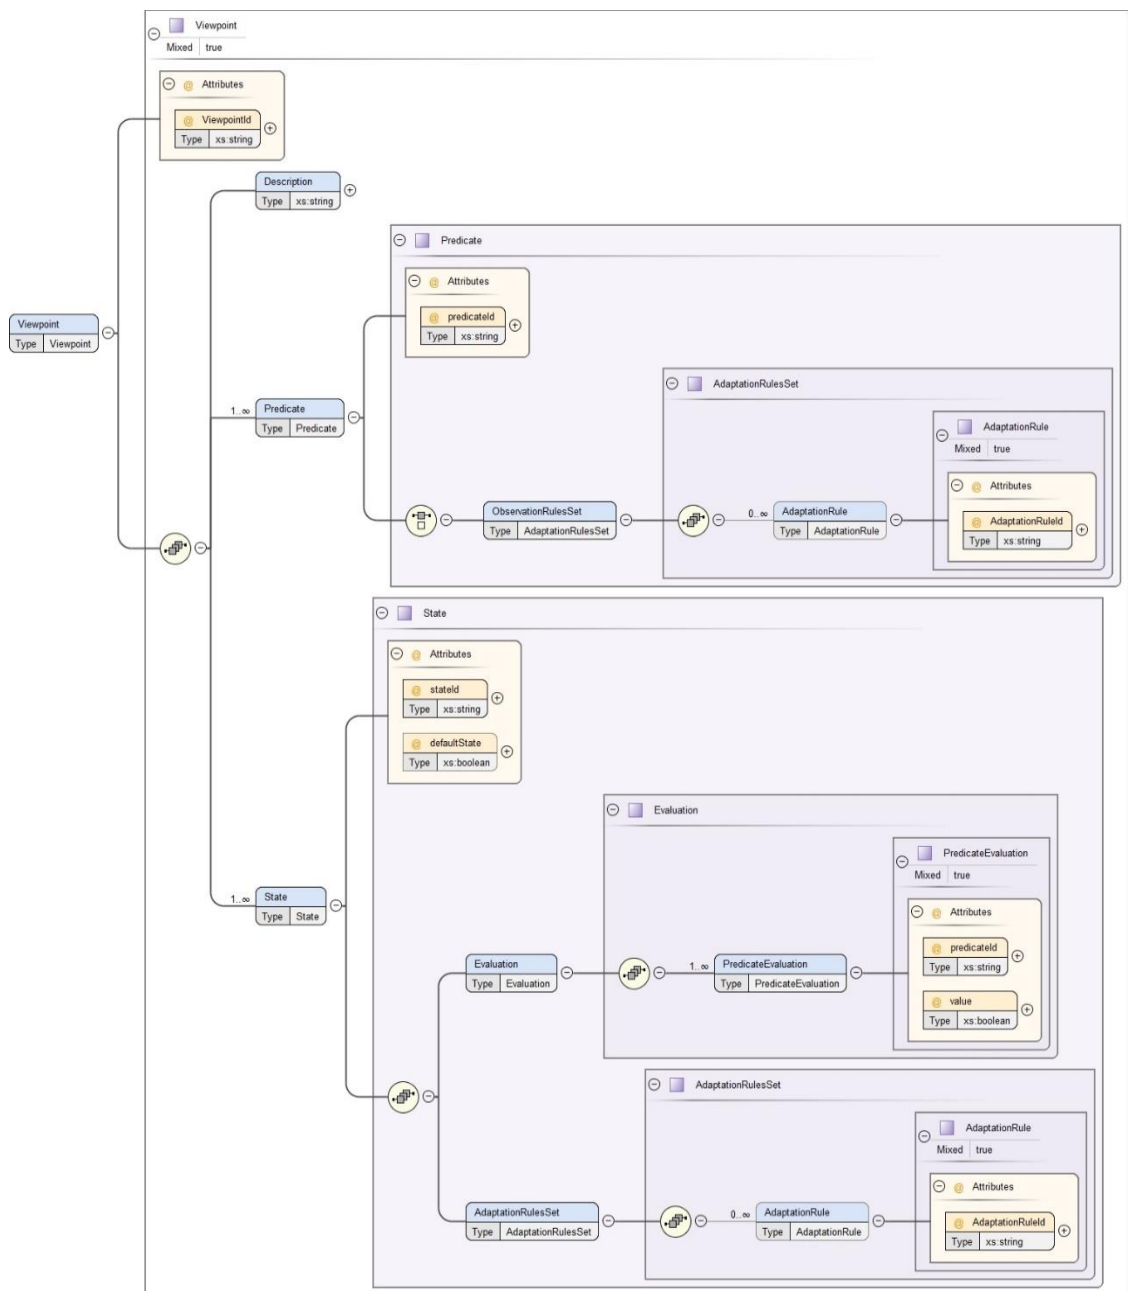 Viewpoint
Mixed true
@ Attributes
@ ViewpointId
Type xs:string
Description
Type xs:string
Predicate
@ Attributes
@ predicateId
Type xs:string
Viewpoint
Type Viewpoint
AdaptationRulesSet
1..∞
Predicate
Type Predicate
AdaptationRule
Mixed true
@ Attributes
ObservationRulesSet
Type AdaptationRulesSet
0..∞
AdaptationRule
Type AdaptationRule
@ AdaptationRuleId
Type xs:string
State
@ Attributes
@ stateId
Type xs:string
@ defaultState
Type xs:boolean
Evaluation
PredicateEvaluation
Mixed true
1..∞
State
Type State
@ Attributes
Evaluation
Type Evaluation
1..∞
PredicateEvaluation
Type PredicateEvaluation
@ predicateId
Type xs:string
@ value
Type xs:boolean
AdaptationRulesSet
AdaptationRule
Mixed true
@ Attributes
AdaptationRulesSet
Type AdaptationRulesSet
0..∞
AdaptationRule
Type AdaptationRule
@ AdaptationRuleId
Type xs:string